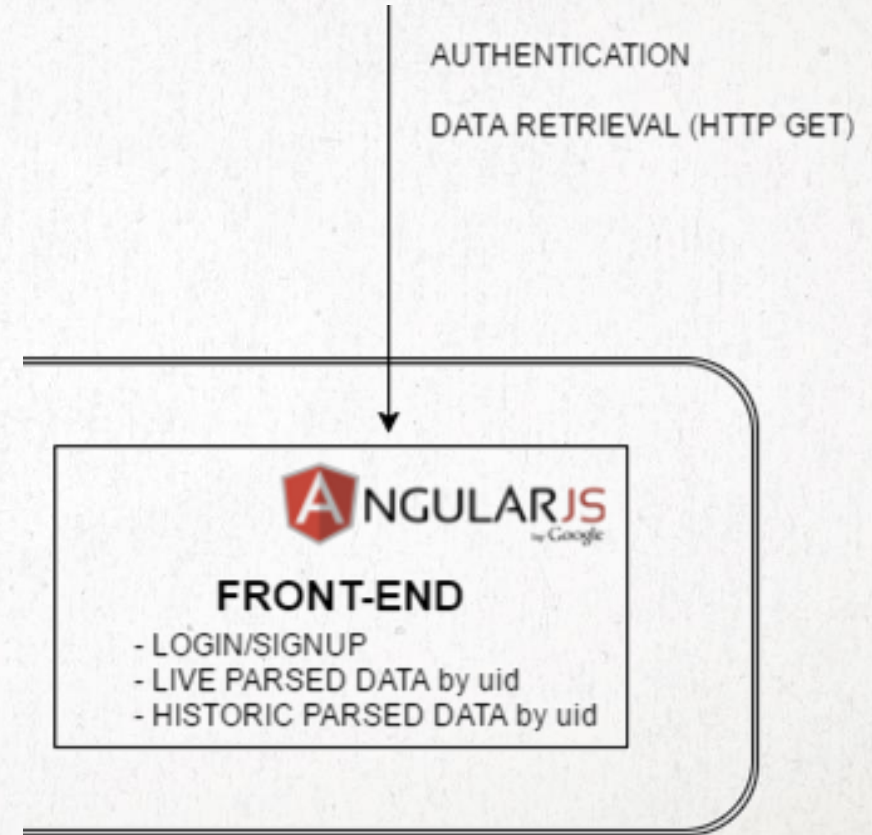 AUTHENTICATION
DATA RETRIEVAL (HTTP GET)
ANGULARJS
by Google
FRONT-END
- LOGIN/SIGNUP
- LIVE PARSED DATA by uid
- HISTORIC PARSED DATA by uid